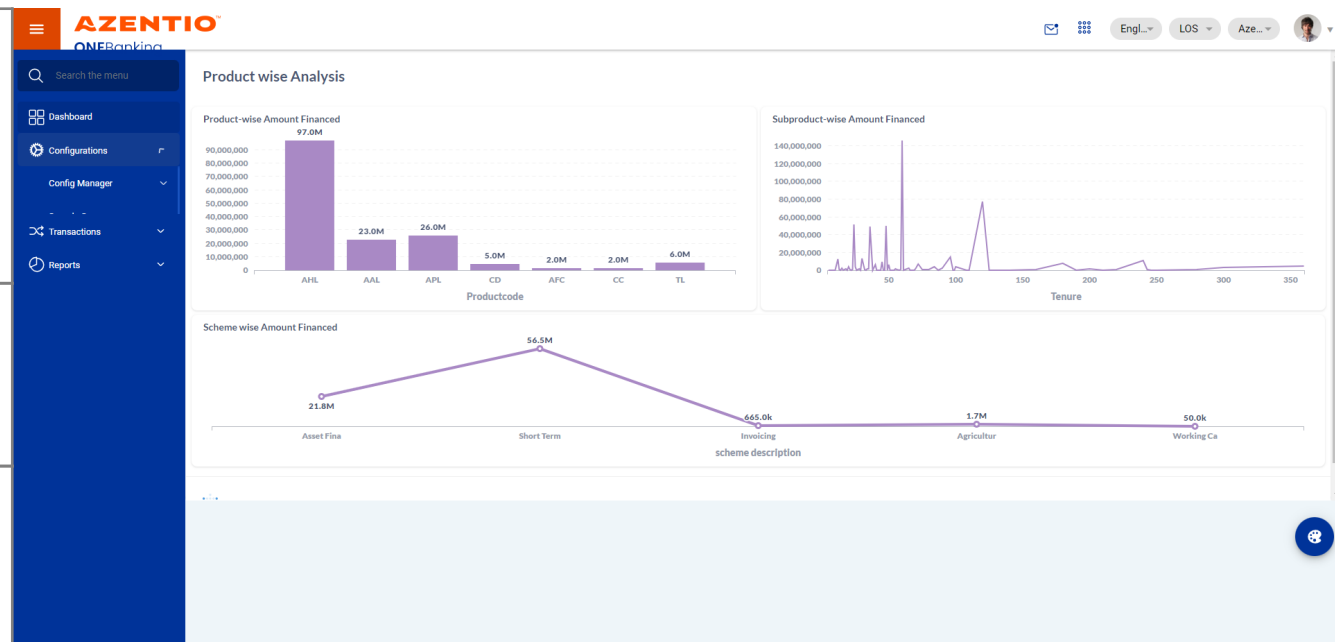 AZENTIO
ONEBanking
Engl...
LOS
Aze...
Search the menu
Dashboard
Configurations
Config Manager
Transactions
Reports
Product wise Analysis
Product-wise Amount Financed
97.0M
90,000,000
80,000,000
70,000,000
60,000,000
50,000,000
40,000,000
30,000,000
20,000,000
10,000,000
0
23.0M
26.0M
5.0M
2.0M
2.0M
6.0M
AHL AAL APL CD AFC CC TL
Productcode
Subproduct-wise Amount Financed
140,000,000
120,000,000
100,000,000
80,000,000
60,000,000
40,000,000
20,000,000
0
50 100 150 200 250 300 350
Tenure
Scheme wise Amount Financed
21.8M
56.5M
665.0k
1.7M
50.0k
Asset Fina Short Term Invoicing Agricultur Working Ca
scheme description